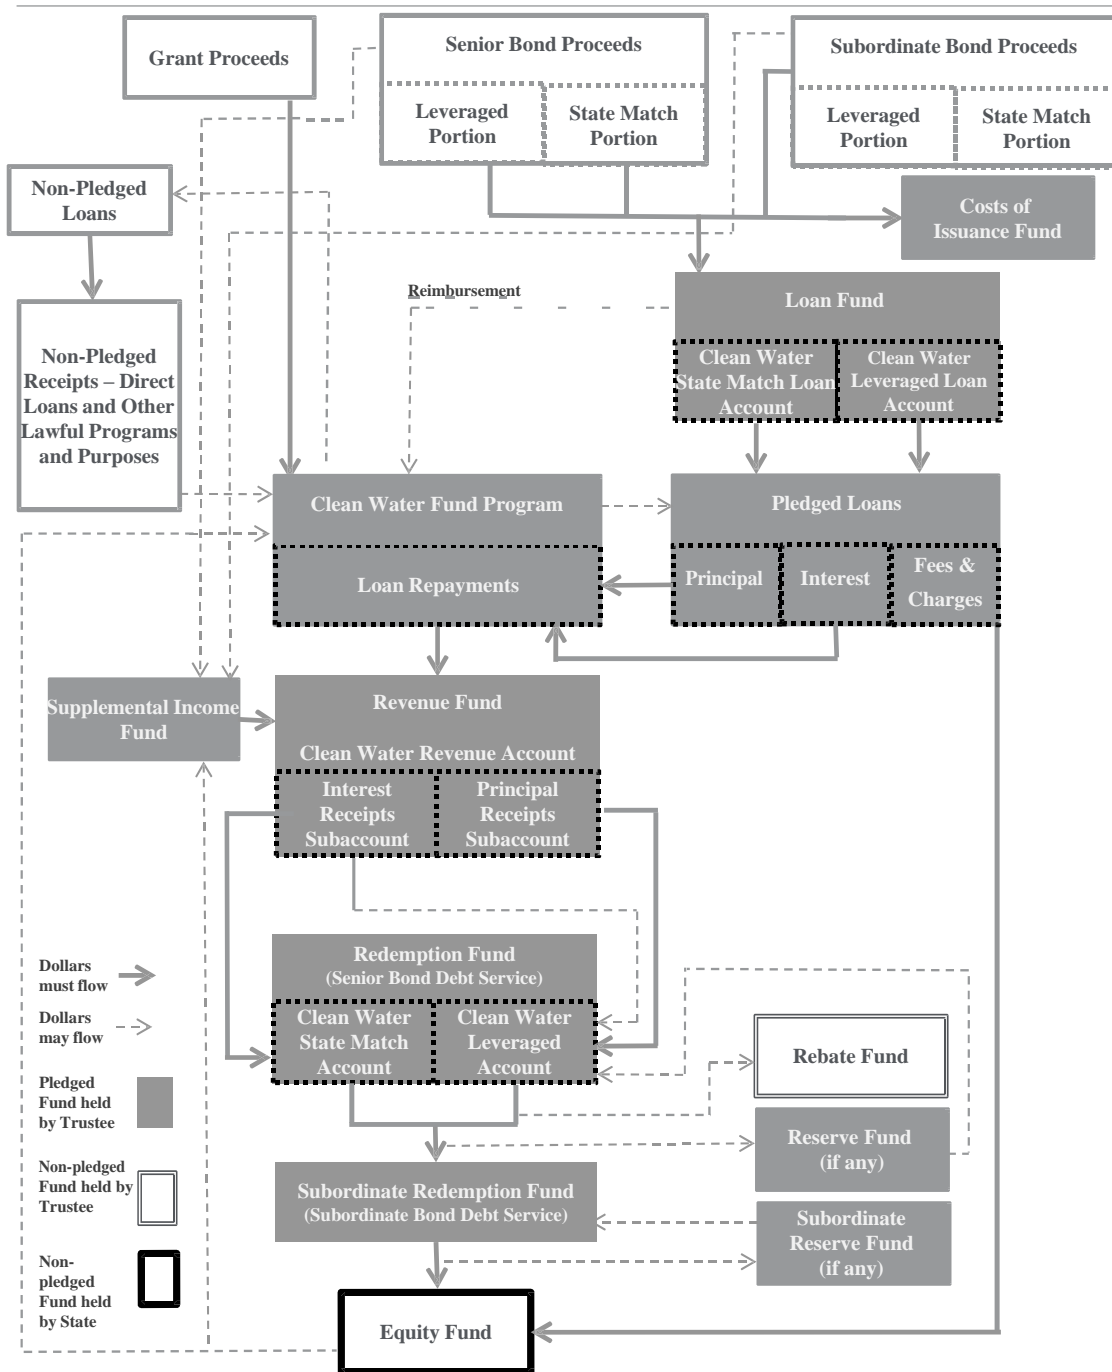 Grant Proceeds
Senior Bond Proceeds
Leveraged
Portion
State Match
Portion
Subordinate Bond Proceeds
Leveraged
Portion
State Match
Portion
Non-Pledged
Loans
Costs of
Issuance Fund
Reimbursement
Loan Fund
Clean Water
State Match Loan
Account
Clean Water
Leveraged Loan
Account
Non-Pledged
Receipts – Direct
Loans and Other
Lawful Programs
and Purposes
Clean Water Fund Program
Loan Repayments
Pledged Loans
Principal
Interest
Fees &
Charges
Supplemental Income
Fund
Revenue Fund
Clean Water Revenue Account
Interest
Receipts
Subaccount
Principal
Receipts
Subaccount
Redemption Fund
(Senior Bond Debt Service)
Clean Water
State Match
Account
Clean Water
Leveraged
Account
Rebate Fund
Reserve Fund
(if any)
Subordinate Redemption Fund
(Subordinate Bond Debt Service)
Subordinate
Reserve Fund
(if any)
Equity Fund
Dollars
must flow
Dollars
may flow
Pledged
Fund held
by Trustee
Non-pledged
Fund held by
Trustee
Non-
pledged
Fund held
by State